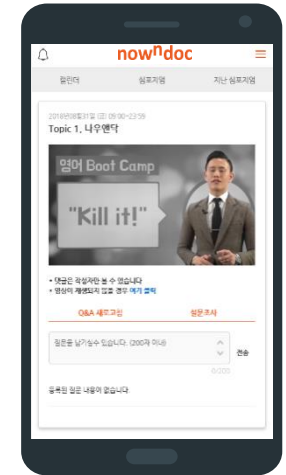 nowndoc
캘린더 심포지엄 지난 심포지엄
2018년08월31일 (금) 09:00~23:59
Topic 1. 나우앤닥
영어 Boot Camp
"Kill it!"
• 댓글은 작성자만 볼 수 있습니다
• 영상이 재생되지 않을 경우 여기 클릭
Q&A 새로고침 설문조사
질문을 남기실수 있습니다. (200자 이내)
전송
0/200
등록된 질문 내용이 없습니다.